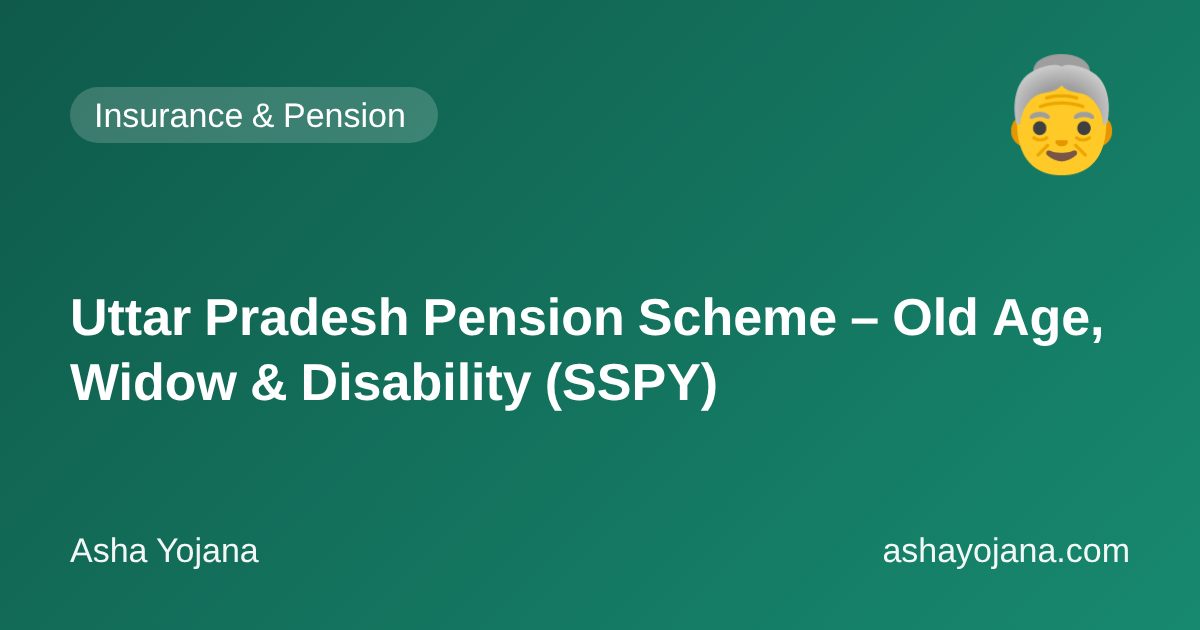 Insurance & Pension
Uttar Pradesh Pension Scheme – Old Age,
Widow & Disability (SSPY)
Asha Yojana
ashayojana.com